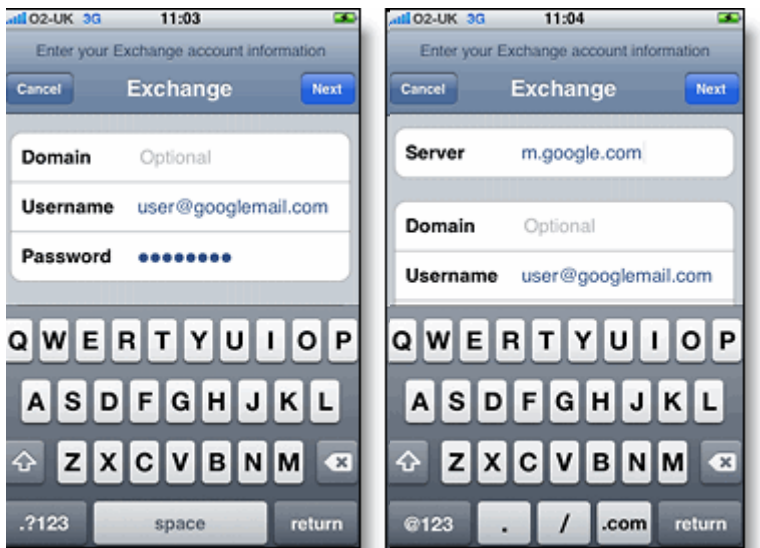 O2-UK 3G 11:03
Enter your Exchange account information
Cancel Exchange Next
Domain Optional
Username user@googlemail.com
Password ●●●●●●●●
Q W E R T Y U I O P
A S D F G H J K L
Z X C V B N M
.?123 space return
O2-UK 3G 11:04
Enter your Exchange account information
Cancel Exchange Next
Server m.google.com
Domain Optional
Username user@googlemail.com
Q W E R T Y U I O P
A S D F G H J K L
Z X C V B N M
@123 . / .com return